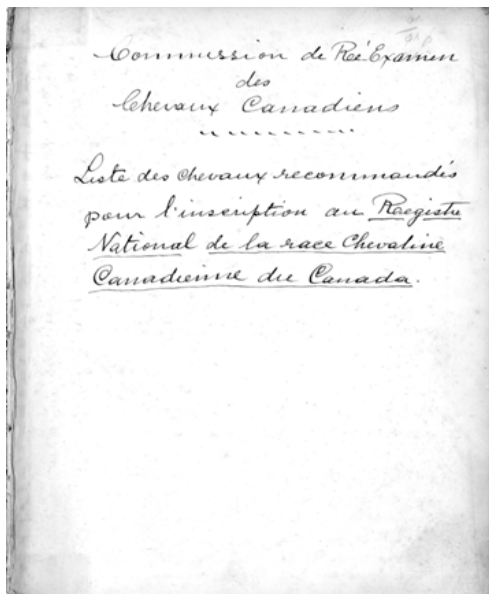 Commission de Ré Examen
des
Chevaux Canadiens
Liste des chevaux recommandés
pour l'inscription au Registre
National de la race Chevaline
Canadienne du Canada.